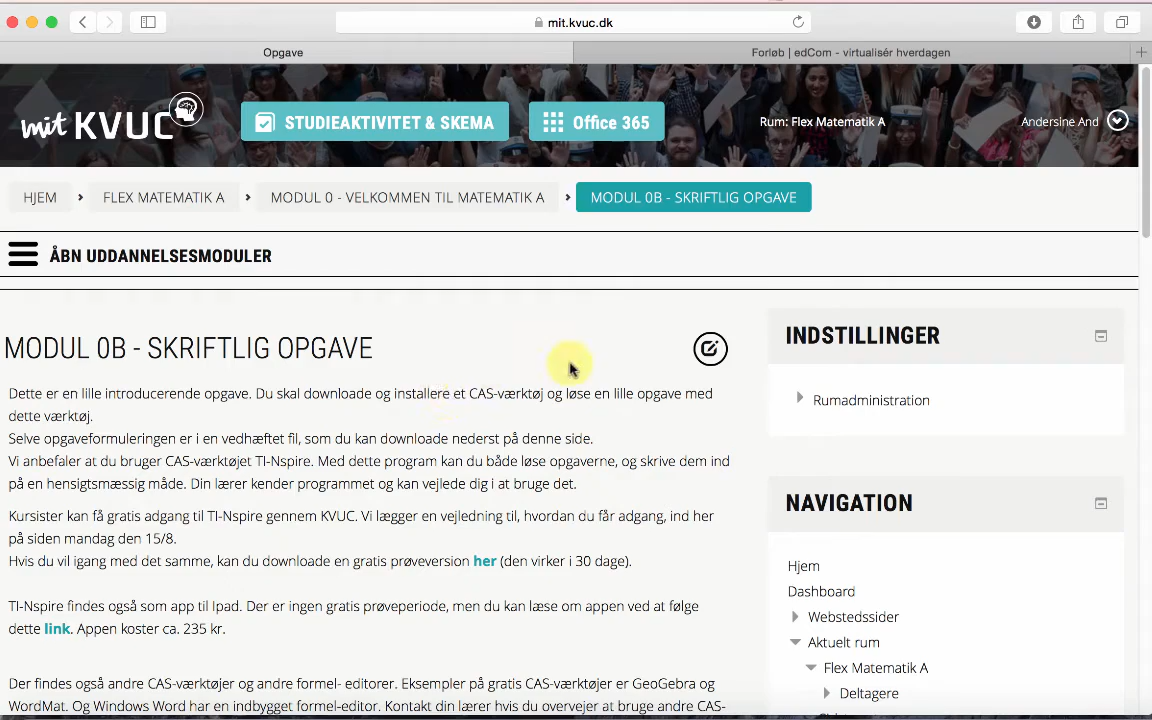 mit.kvuc.dk
Opgave
Forløb | edCom - virtualisér hverdagen
mit KVUC
STUDIEAKTIVITET & SKEMA
Office 365
Rum: Flex Matematik A
Andersine And
HJEM
FLEX MATEMATIK A
MODUL 0 - VELKOMMEN TIL MATEMATIK A
MODUL 0B - SKRIFTLIG OPGAVE
ÅBN UDDANNELSESMODULER
MODUL 0B - SKRIFTLIG OPGAVE
Dette er en lille introducerende opgave. Du skal downloade og installere et CAS-værktøj og løse en lille opgave med
dette værktøj.
Selve opgaveformuleringen er i en vedhæftet fil, som du kan downloade nederst på denne side.
Vi anbefaler at du bruger CAS-værktøjet TI-Nspire. Med dette program kan du både løse opgaverne, og skrive dem ind
på en hensigtsmæssig måde. Din lærer kender programmet og kan vejlede dig i at bruge det.
Kursister kan få gratis adgang til TI-Nspire gennem KVUC. Vi lægger en vejledning til, hvordan du får adgang, ind her
på siden mandag den 15/8.
Hvis du vil igang med det samme, kan du downloade en gratis prøveversion her (den virker i 30 dage).
TI-Nspire findes også som app til Ipad. Der er ingen gratis prøveperiode, men du kan læse om appen ved at følge
dette link. Appen koster ca. 235 kr.
Der findes også andre CAS-værktøjer og andre formel- editorer. Eksempler på gratis CAS-værktøjer er GeoGebra og
WordMat. Og Windows Word har en indbygget formel-editor. Kontakt din lærer hvis du overvejer at bruge andre CAS-
INDSTILLINGER
Rumadministration
NAVIGATION
Hjem
Dashboard
Webstedssider
Aktuelt rum
Flex Matematik A
Deltagere